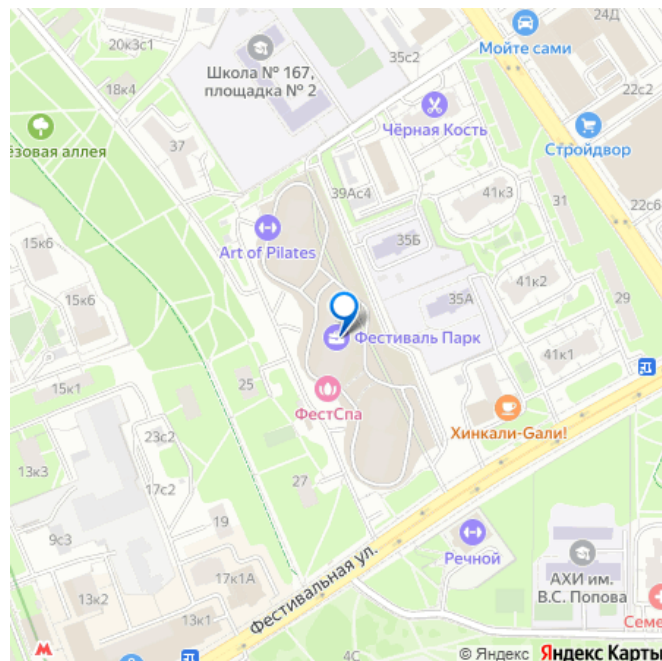 24Д
20к3с1
35с2
Мойте сами
Школа № 167,
площадка № 2
18к4
22с2
Чёрная Кость
Стройдвор
ёзовая аллея
37
39Ас4
41к3
31
22с6
15к6
Art of Pilates
35Б
41к2
15к6
35А
29
Фестиваль Парк
41к1
15к1
25
ФестСпа
Хинкали-Gали!
23с2
13к3
17с2
27
9с3
19
Речной
Фестивальная ул.
АХИ им.
В.С. Попова
17к1А
13к2
13к1
Семе
4С
© Яндекс Яндекс Карты